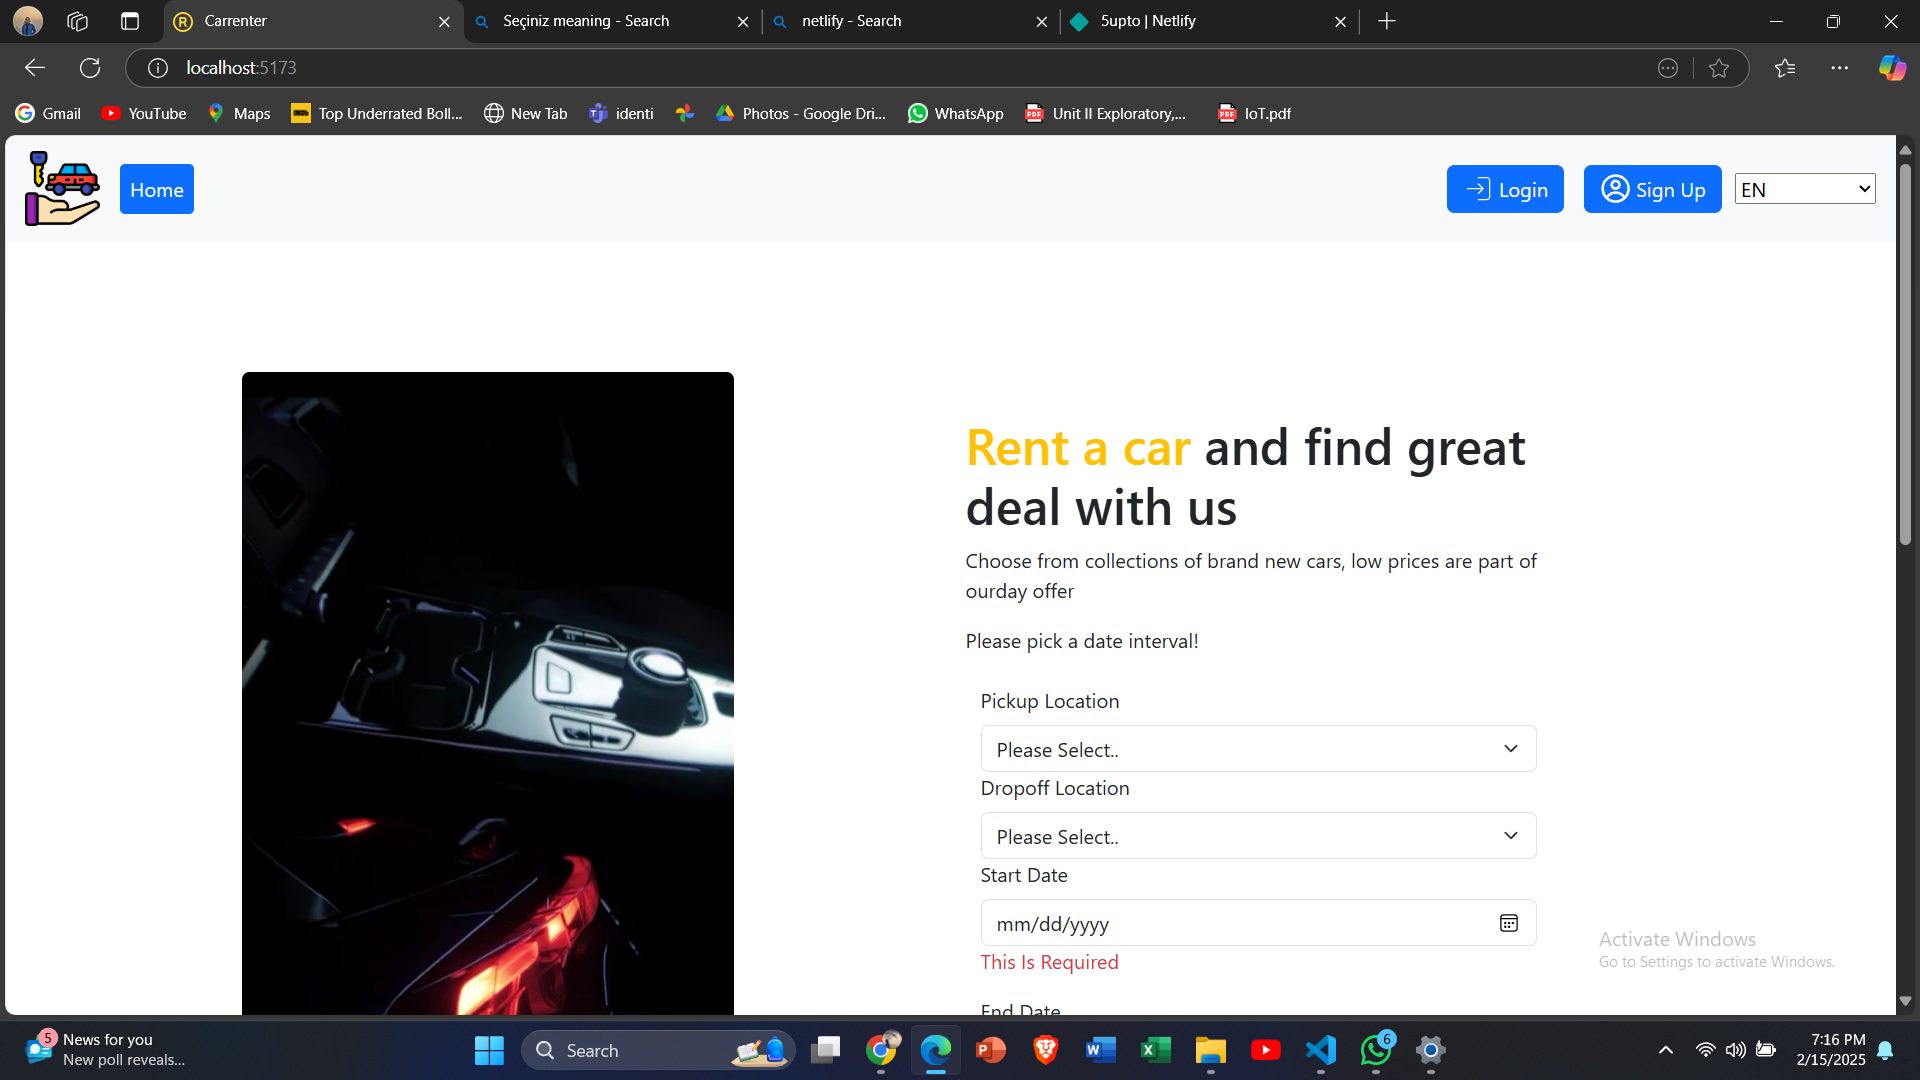 Carrenter
Seçiniz meaning - Search
netlify - Search
5upto | Netlify
localhost:5173
Gmail
YouTube
Maps
Top Underrated Boll...
New Tab
identi
Photos - Google Dri...
WhatsApp
Unit II Exploratory,...
IoT.pdf
Home
Login
Sign Up
EN
Rent a car and find great
deal with us
Choose from collections of brand new cars, low prices are part of
ourday offer
Please pick a date interval!
Pickup Location
Please Select..
Dropoff Location
Please Select..
Start Date
mm/dd/yyyy
This Is Required
End Date
Activate Windows
Go to Settings to activate Windows.
5
News for you
New poll reveals...
Search
6
7:16 PM
2/15/2025